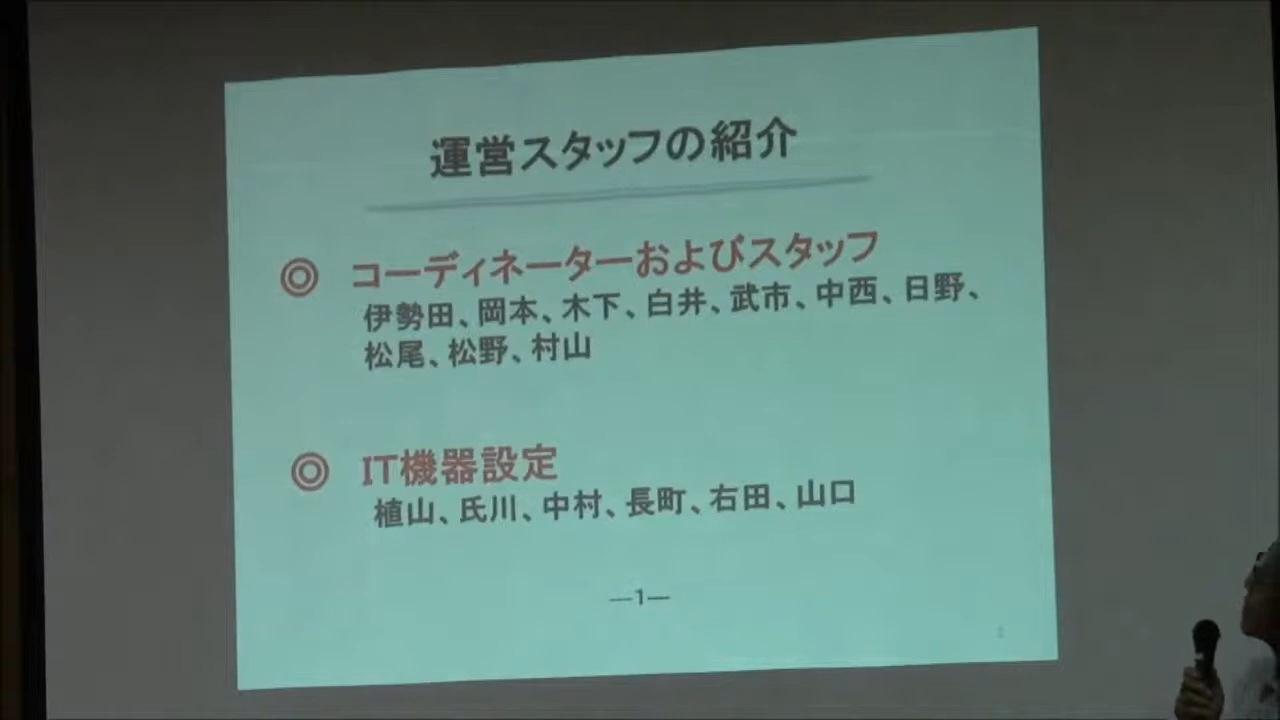 運営スタッフの紹介
◎ コーディネーターおよびスタッフ
伊勢田、岡本、木下、白井、武市、中西、日野、
松尾、松野、村山
◎ IT機器設定
植山、氏川、中村、長町、右田、山口
―1―